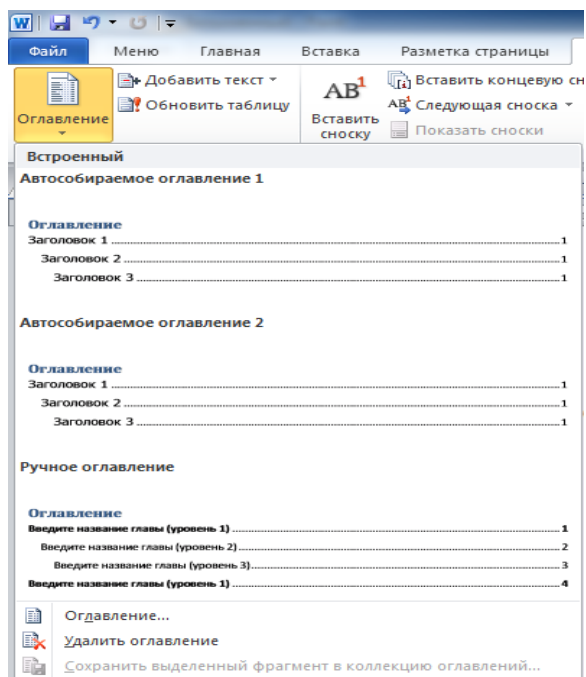 Файл Меню Главная Вставка Разметка страницы
Оглавление
Добавить текст
Обновить таблицу
AB1
Вставить сноску
Вставить концевую сн
AB Следующая сноска
Показать сноски
Встроенный
Автособираемое оглавление 1
Оглавление
Заголовок 1 ... 1
Заголовок 2 ... 1
Заголовок 3 ... 1
Автособираемое оглавление 2
Оглавление
Заголовок 1 ... 1
Заголовок 2 ... 1
Заголовок 3 ... 1
Ручное оглавление
Оглавление
Введите название главы (уровень 1) ... 1
Введите название главы (уровень 2) ... 2
Введите название главы (уровень 3) ... 3
Введите название главы (уровень 1) ... 4
Оглавление...
Удалить оглавление
Сохранить выделенный фрагмент в коллекцию оглавлений...